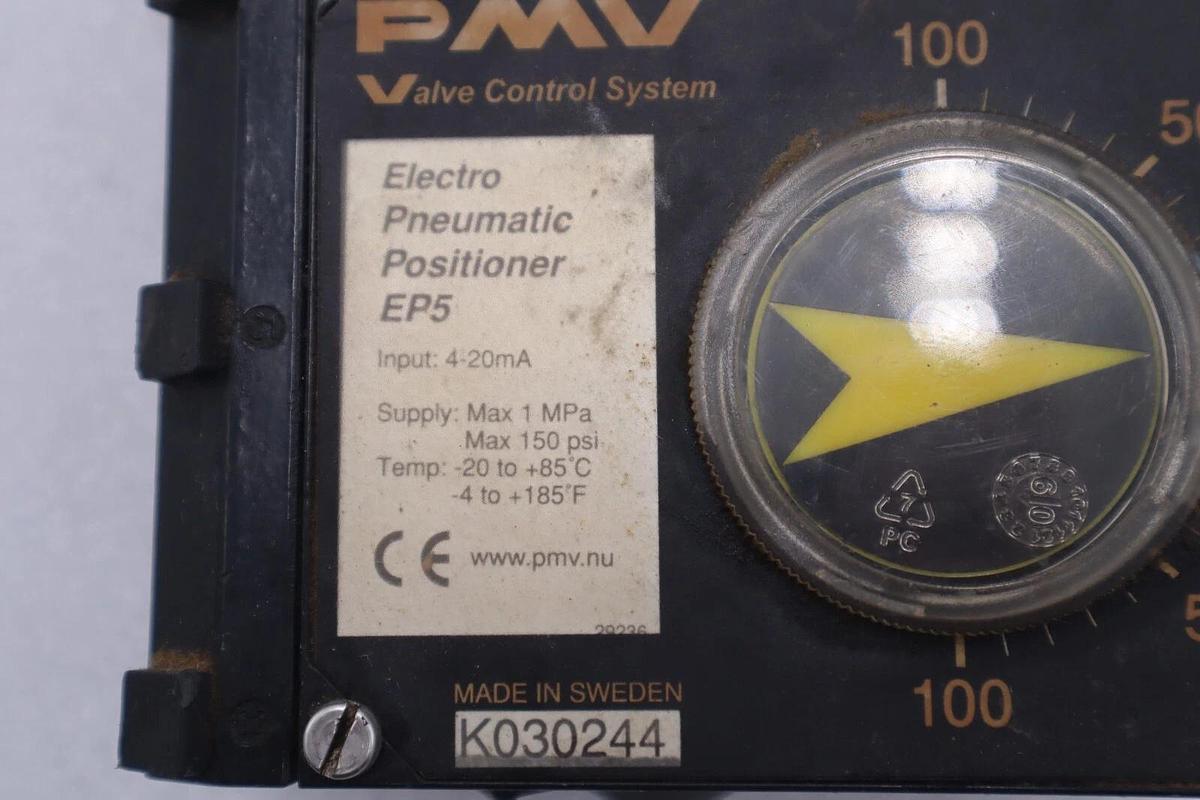 PMV
Valve Control System
Electro
Pneumatic
Positioner
EP5
Input: 4-20mA
Supply: Max 1 MPa
Max 150 psi
Temp: -20 to +85°C
-4 to +185°F
CE www.pmv.nu
29236
MADE IN SWEDEN
K030244
100
7
PC
100